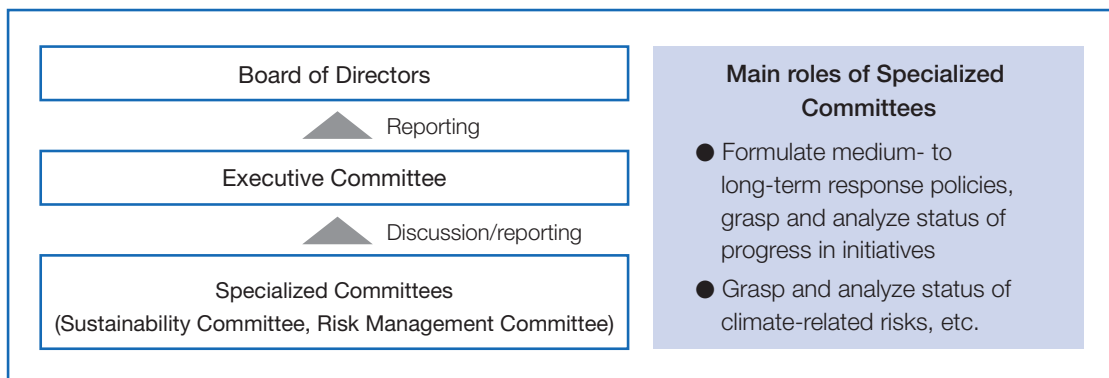 Board of Directors
Reporting
Executive Committee
Discussion/reporting
Specialized Committees
(Sustainability Committee, Risk Management Committee)
Main roles of Specialized
Committees
● Formulate medium- to
long-term response policies,
grasp and analyze status of
progress in initiatives
● Grasp and analyze status of
climate-related risks, etc.